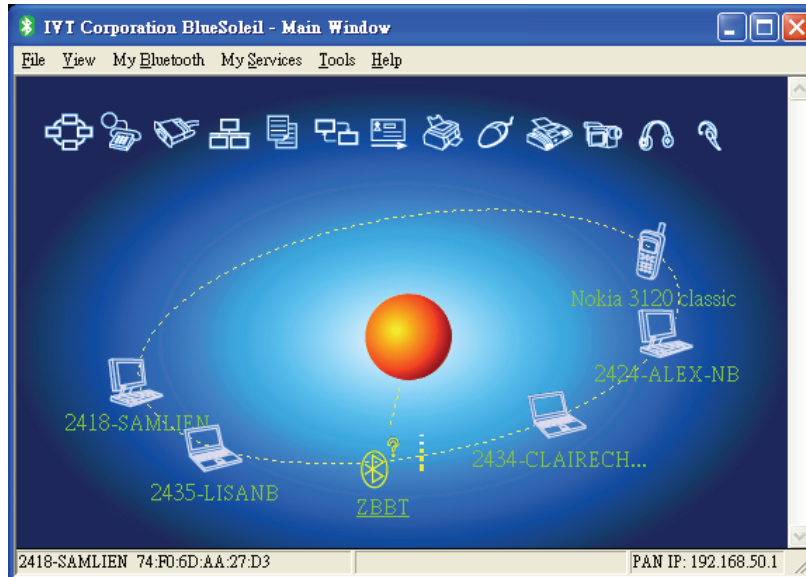 IVT Corporation BlueSoleil - Main Window
File View My Bluetooth My Services Tools Help
Nokia 3120 classic
2424-ALEX-NB
2418-SAMLIEN
2434-CLAIRECH...
2435-LISANB
ZBBT
2418-SAMLIEN 74:F0:6D:AA:27:D3
PAN IP: 192.168.50.1